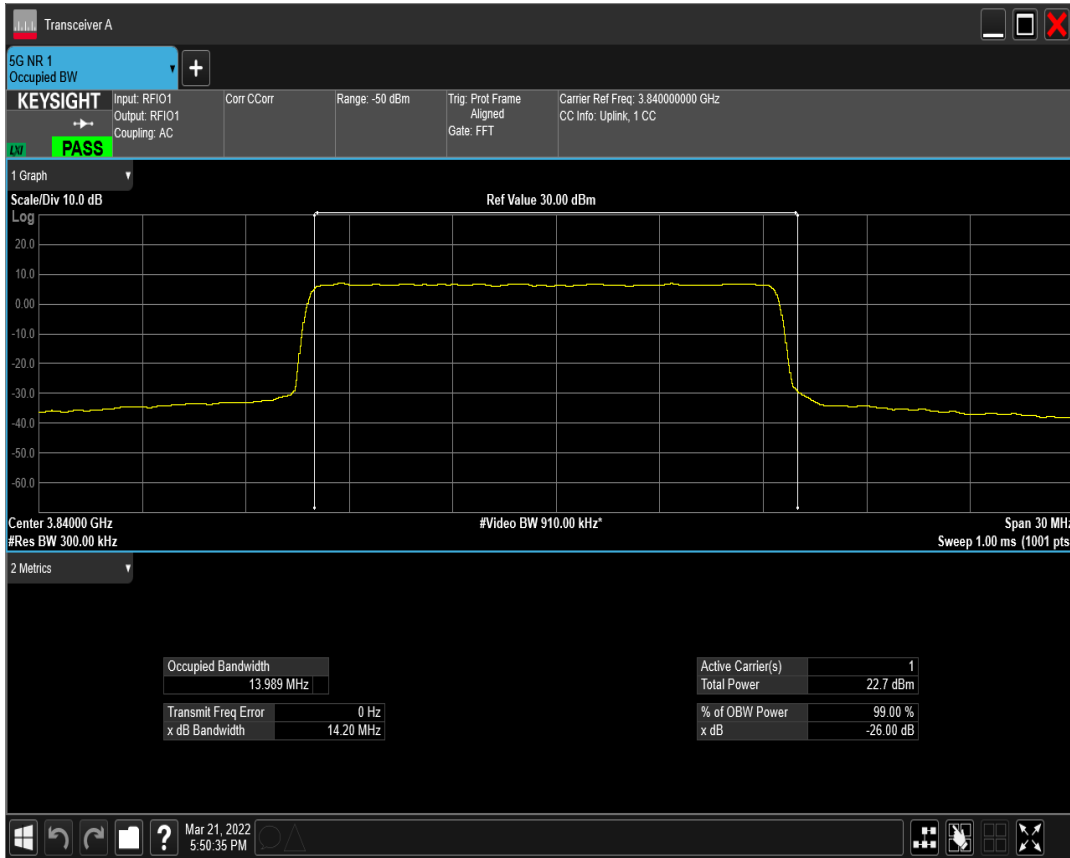 Transceiver A
5G NR 1
Occupied BW
KEYSIGHT
LXI
PASS
Input: RFIO1
Output: RFIO1
Coupling: AC
Corr CCorr
Range: -50 dBm
Trig: Prot Frame
Aligned
Gate: FFT
Carrier Ref Freq: 3.840000000 GHz
CC Info: Uplink, 1 CC
1 Graph
Scale/Div 10.0 dB
Ref Value 30.00 dBm
Log
20.0
10.0
0.00
-10.0
-20.0
-30.0
-40.0
-50.0
-60.0
Center 3.84000 GHz
#Video BW 910.00 kHz*
Span 30 MHz
#Res BW 300.00 kHz
Sweep 1.00 ms (1001 pts
2 Metrics
Occupied Bandwidth
13.989 MHz
Transmit Freq Error 0 Hz
x dB Bandwidth 14.20 MHz
Active Carrier(s) 1
Total Power 22.7 dBm
% of OBW Power 99.00 %
x dB -26.00 dB
?
Mar 21, 2022
5:50:35 PM